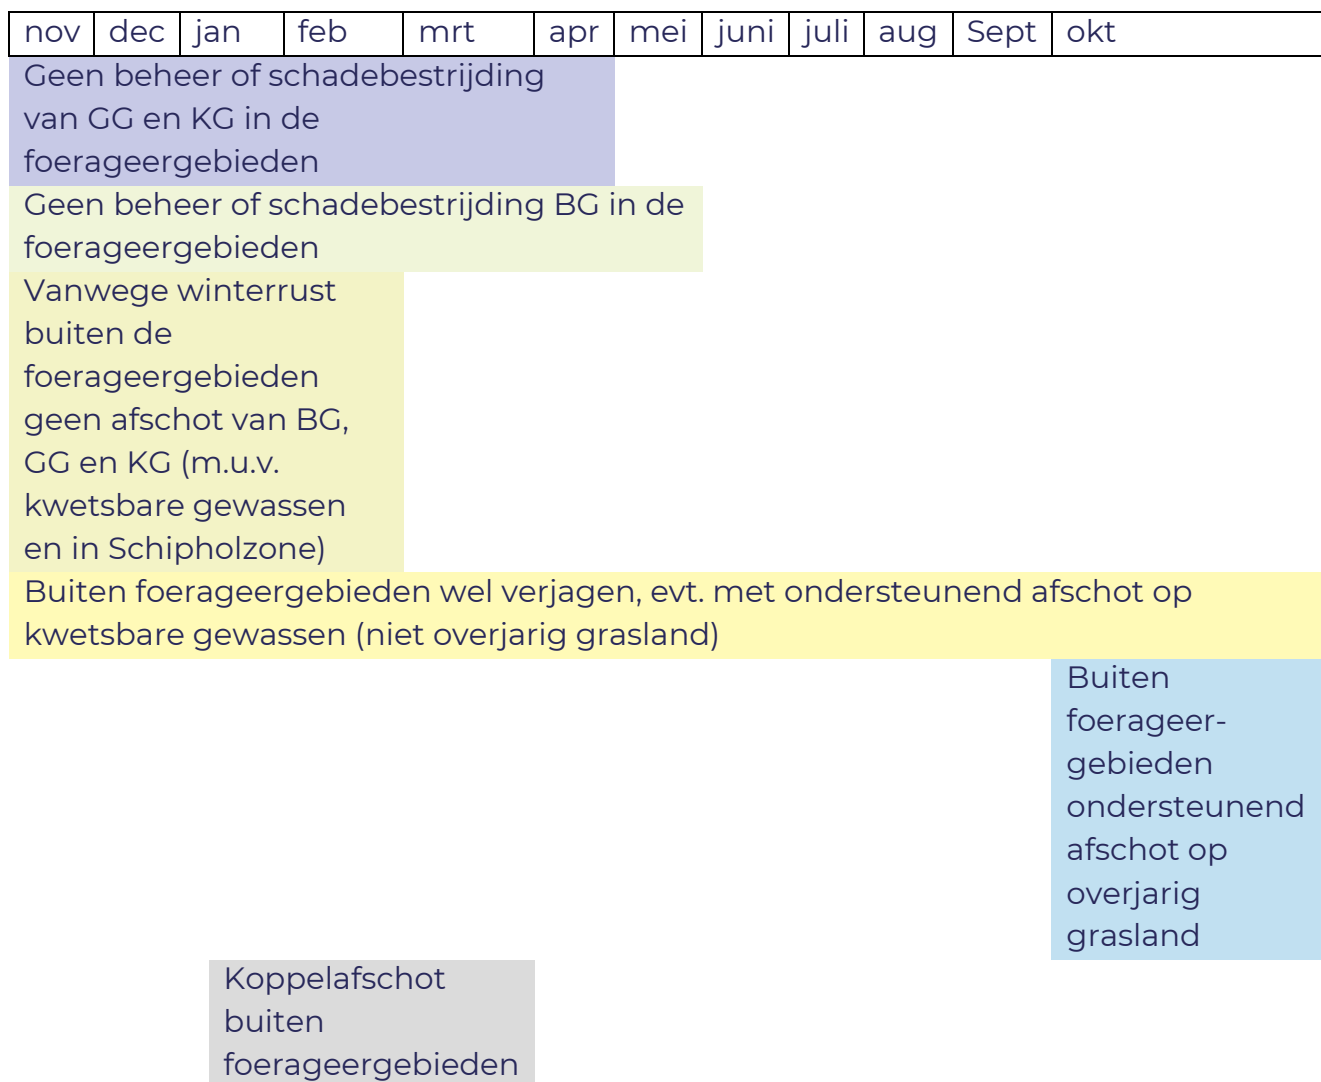 nov dec jan feb mrt apr mei juni juli aug Sept okt
Geen beheer of schadebestrijding
van GG en KG in de
foerageergebieden
Geen beheer of schadebestrijding BG in de
foerageergebieden
Vanwege winterrust
buiten de
foerageergebieden
geen afschot van BG,
GG en KG (m.u.v.
kwetsbare gewassen
en in Schipholzone)
Buiten foerageergebieden wel verjagen, evt. met ondersteunend afschot op
kwetsbare gewassen (niet overjarig grasland)
Buiten
foerageer-
gebieden
ondersteunend
afschot op
overjarig
grasland
Koppelafschot
buiten
foerageergebieden